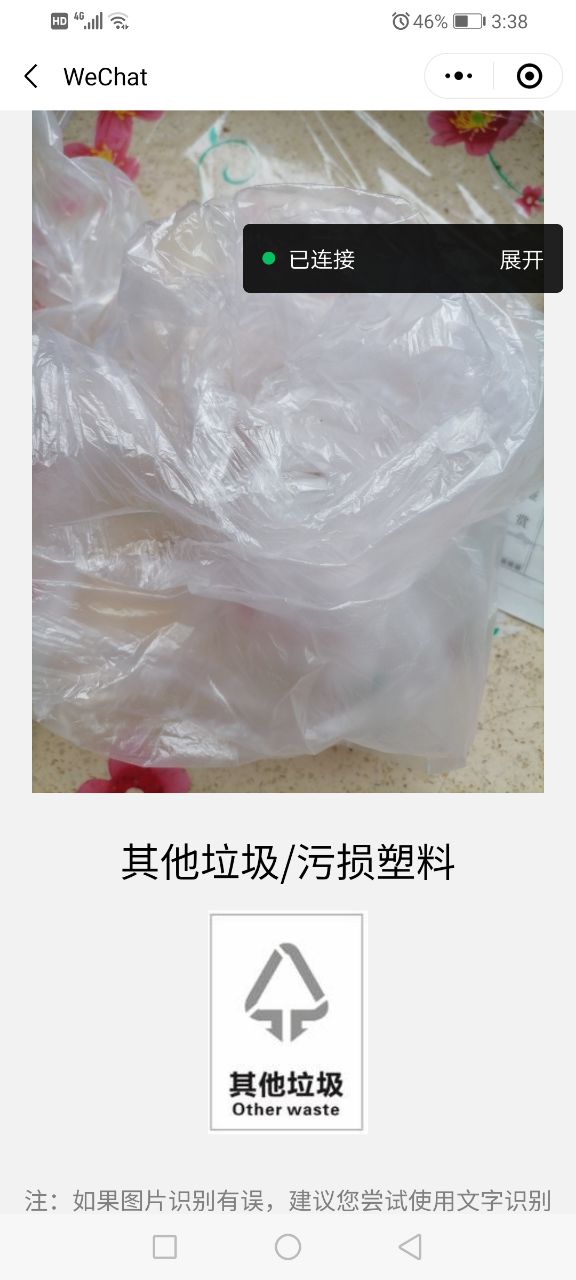 HD 4G 46% 3:38
WeChat
已连接 展开
赏
其他垃圾/污损塑料
其他垃圾
Other waste
注：如果图片识别有误，建议您尝试使用文字识别